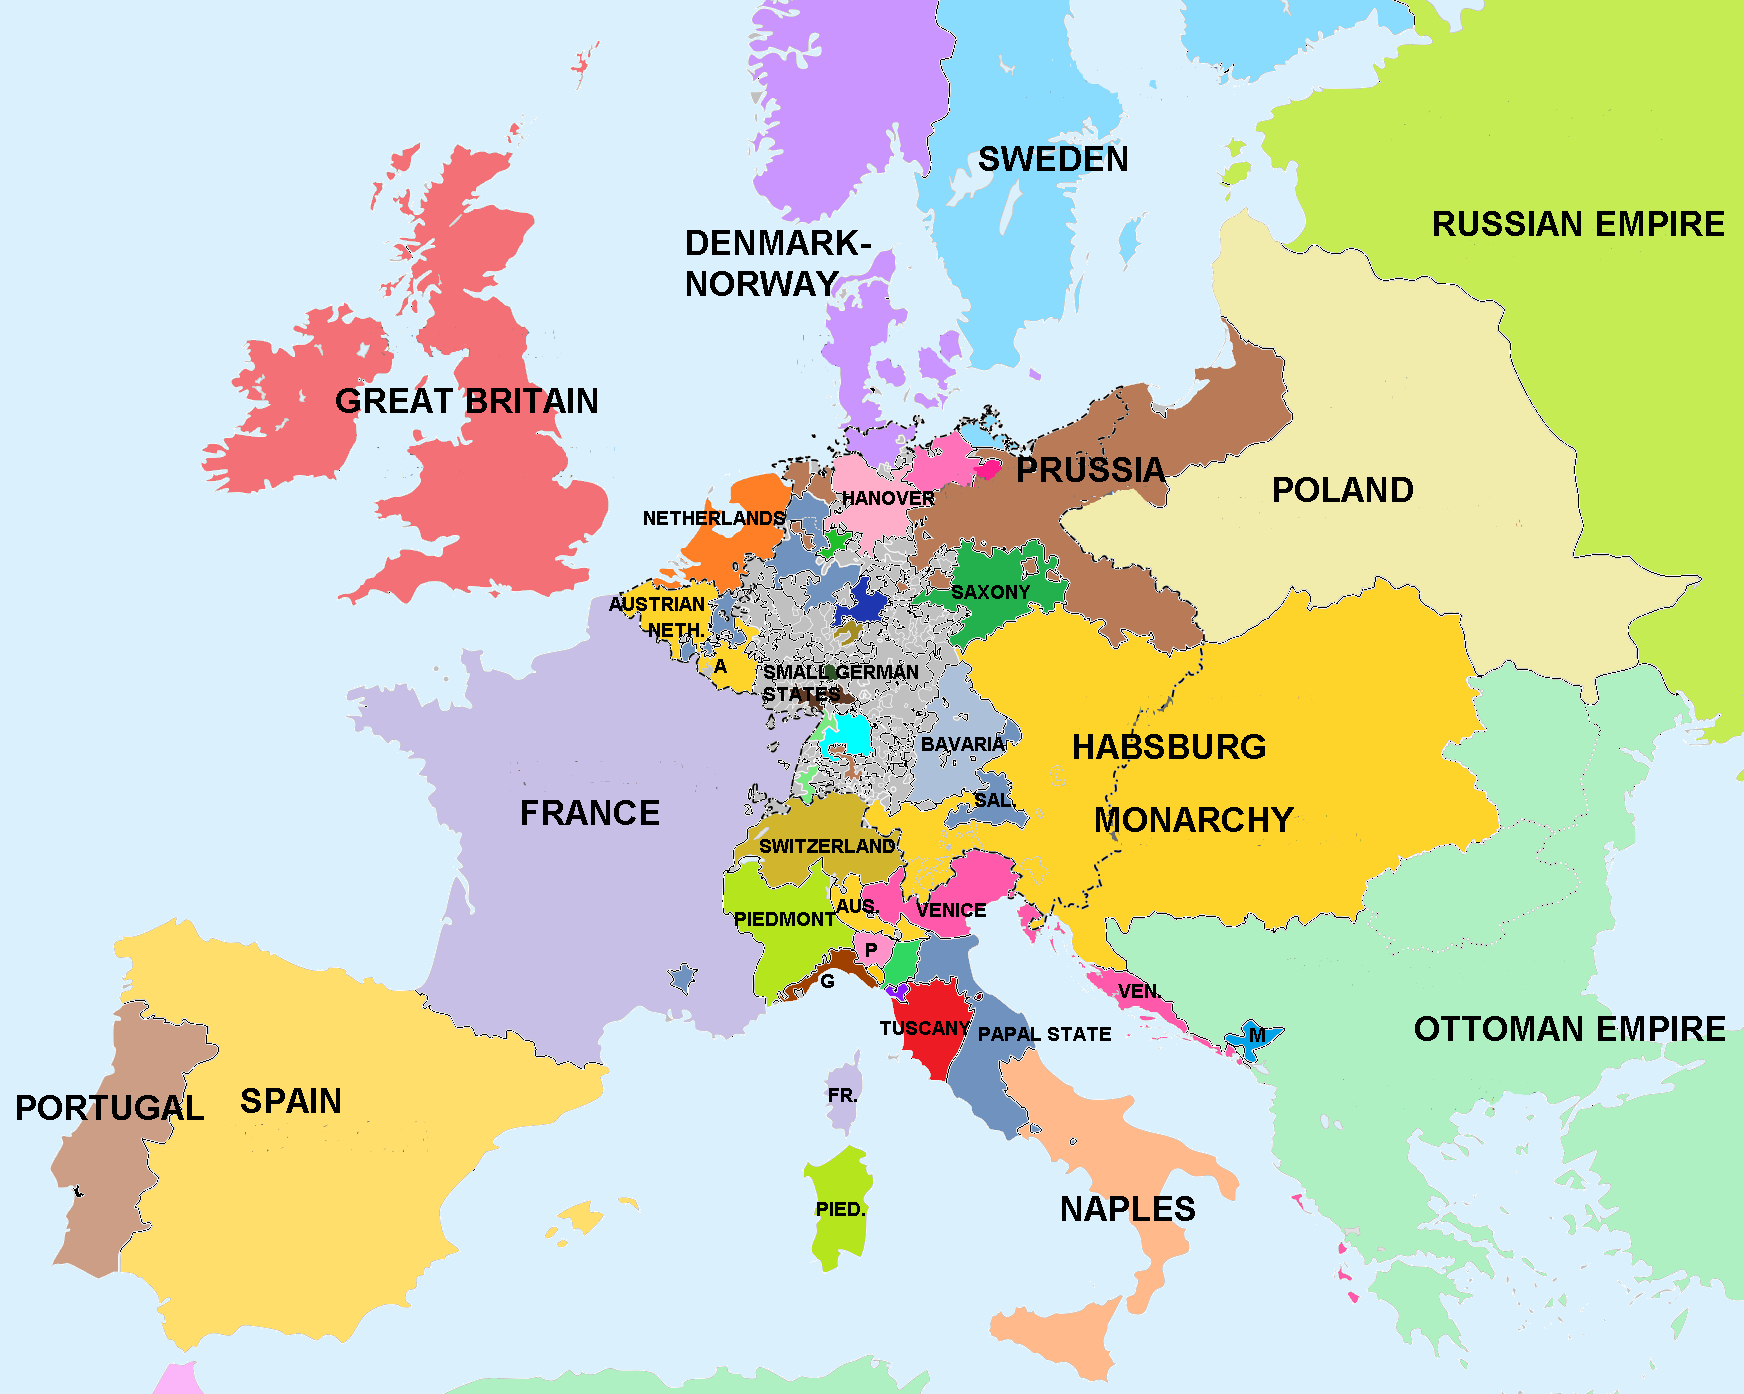 SWEDEN
RUSSIAN EMPIRE
DENMARK-
NORWAY
GREAT BRITAIN
PRUSSIA
POLAND
HANOVER
NETHERLANDS
SAXONY
AUSTRIAN
NETH.
A
SMALL GERMAN
STATES
BAVARIA
HABSBURG
MONARCHY
SAL.
FRANCE
SWITZERLAND
AUS.
VENICE
PIEDMONT
P
G
VEN.
TUSCANY
PAPAL STATE
M
OTTOMAN EMPIRE
FR.
SPAIN
PORTUGAL
PIED.
NAPLES